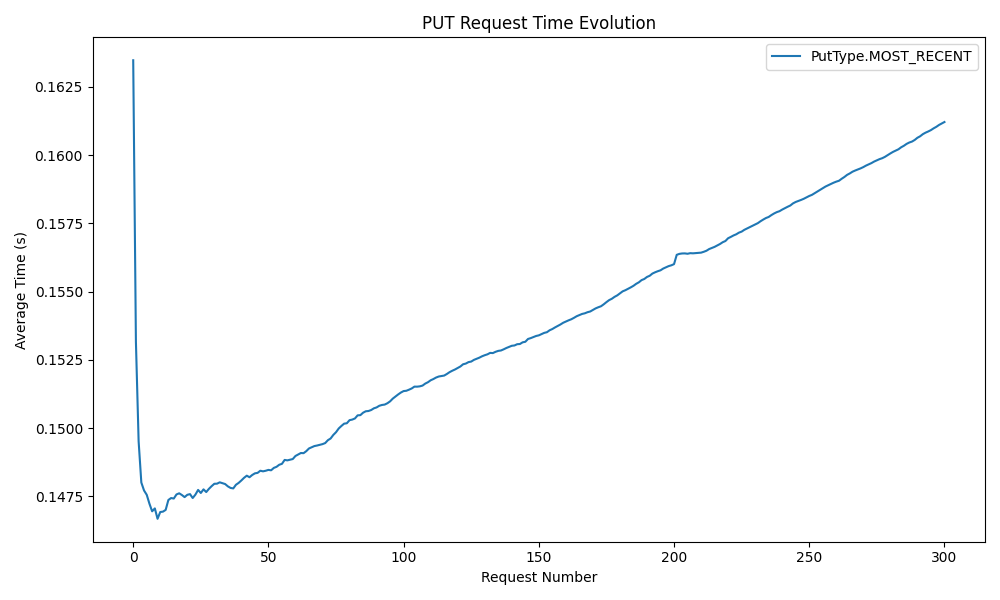 PUT Request Time Evolution
PutType.MOST_RECENT
Average Time (s)
0.1625
0.1600
0.1575
0.1550
0.1525
0.1500
0.1475
0 50 100 150 200 250 300
Request Number